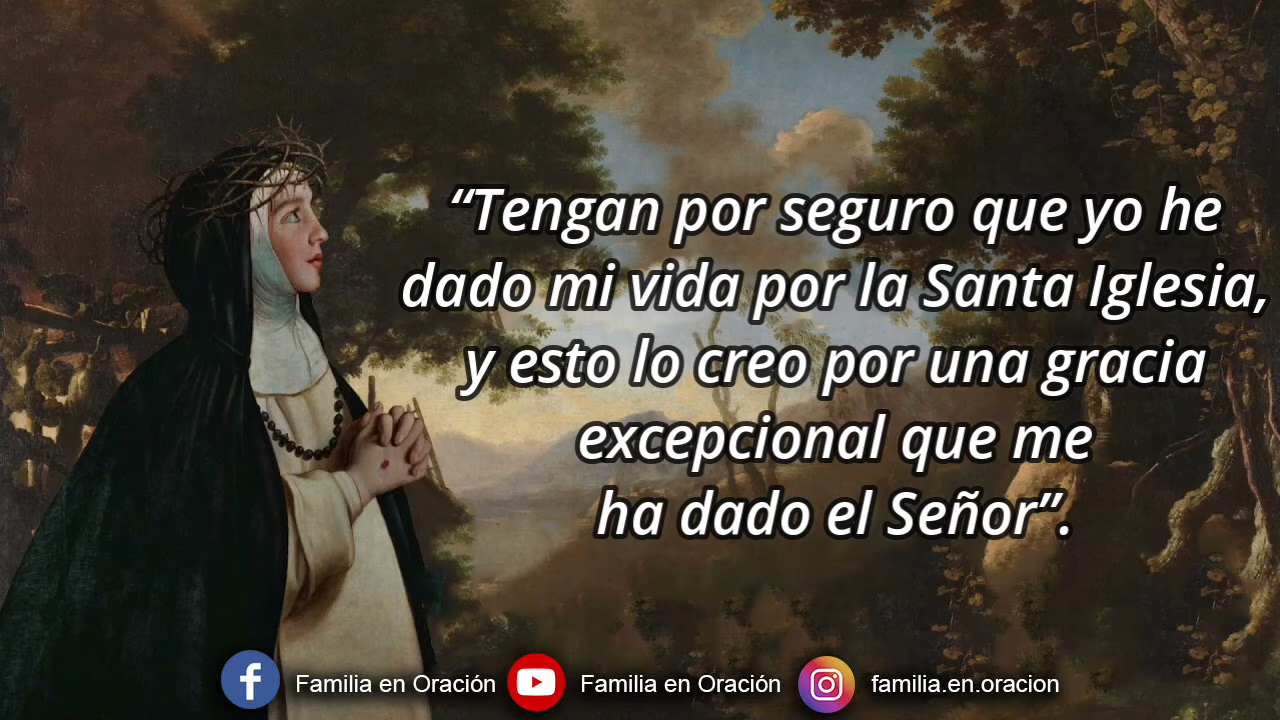 “Tengan por seguro que yo he
dado mi vida por la Santa Iglesia,
y esto lo creo por una gracia
excepcional que me
ha dado el Señor”.
Familia en Oración
Familia en Oración
familia.en.oracion